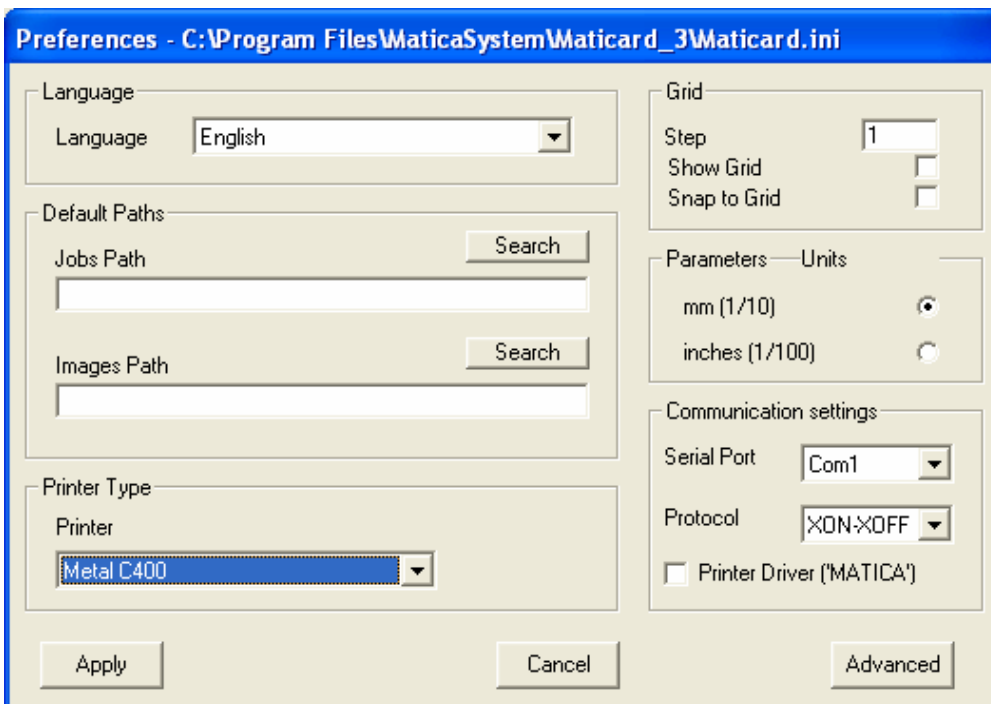 Preferences - C:\Program Files\MaticaSystem\Maticard_3\Maticard.ini
Language
Language English
Default Paths
Jobs Path Search
Images Path Search
Printer Type
Printer
Metal C400
Grid
Step 1
Show Grid
Snap to Grid
Parameters Units
mm (1/10)
inches (1/100)
Communication settings
Serial Port Com1
Protocol XON-XOFF
Printer Driver ('MATICA')
Apply Cancel Advanced